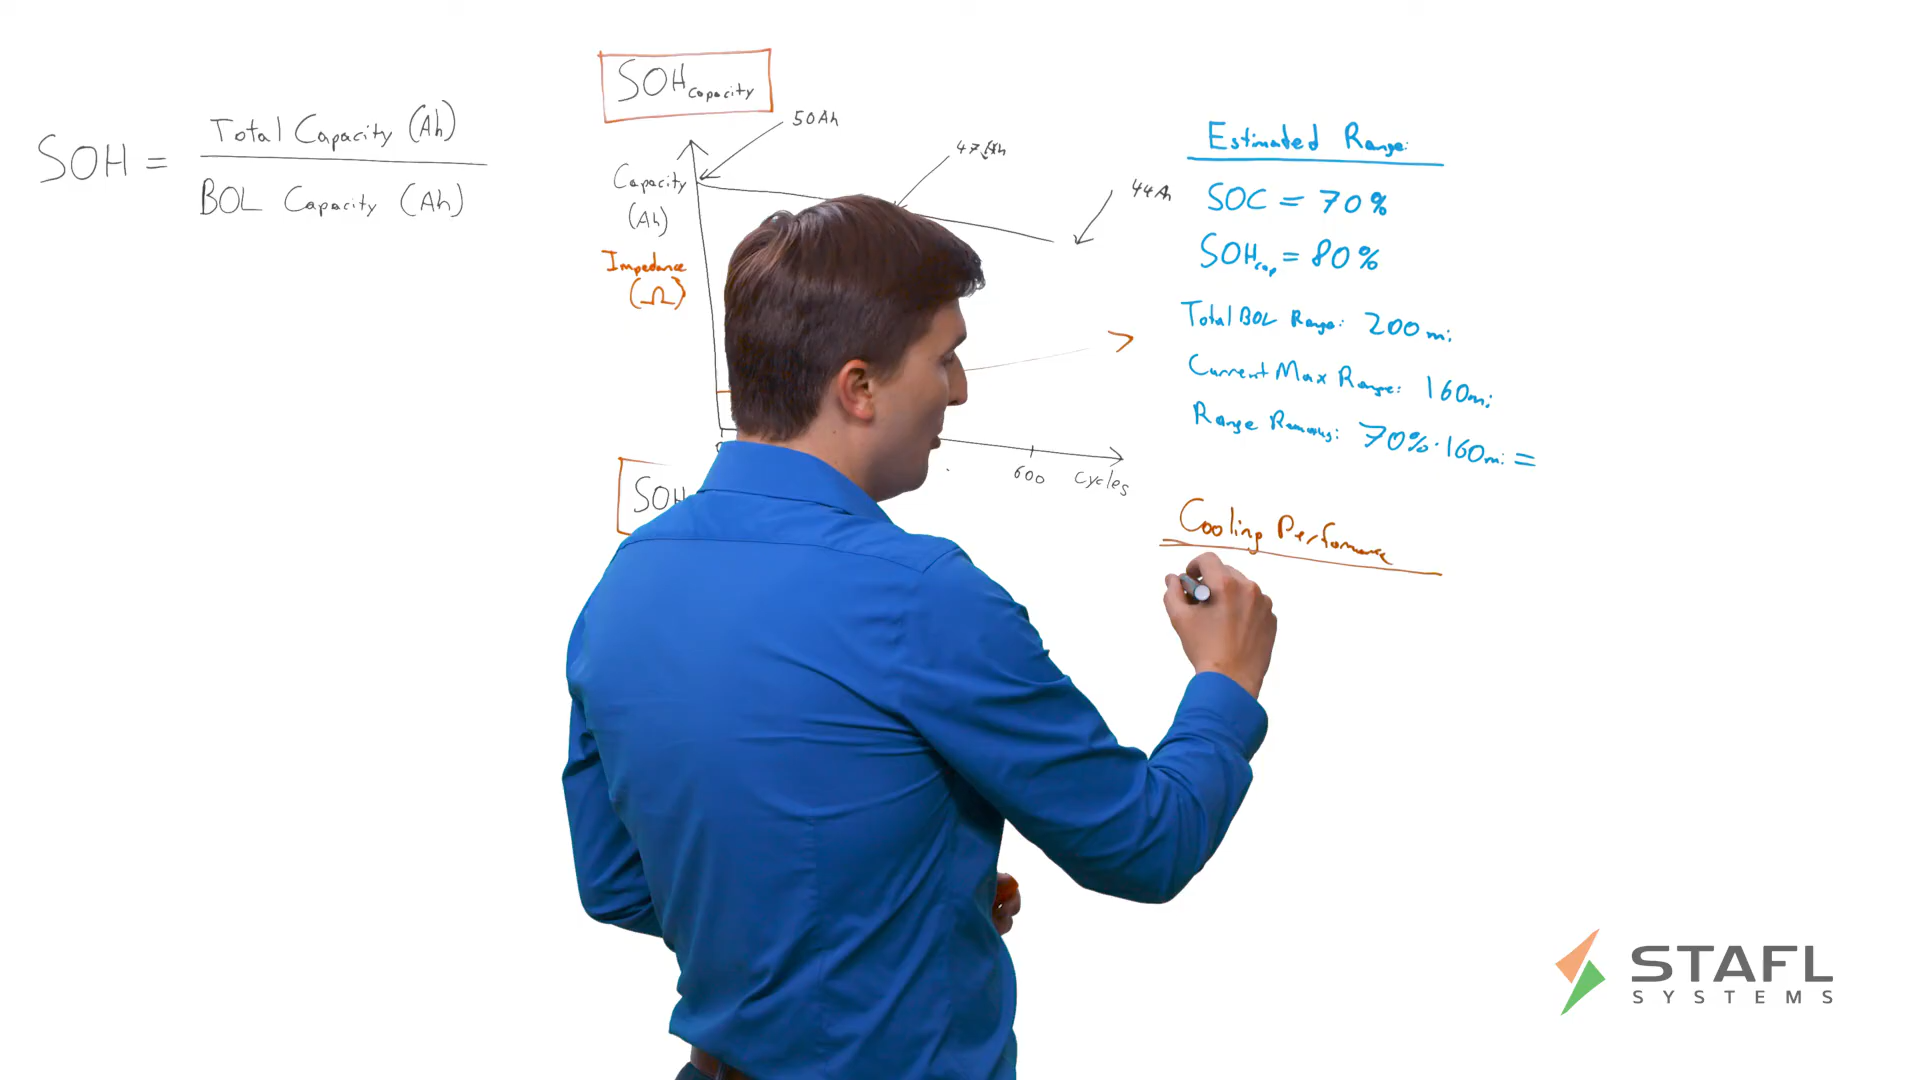 SOH = Total Capacity (Ah)
BOL Capacity (Ah)
SOH capacity
50Ah
44Ah
Capacity
(Ah)
Impedance
(Ω)
600 Cycles
SOH
Estimated Range:
SOC = 70%
SOHcap = 80%
Total BOL Range: 200mi
Current Max Range: 160mi
Range Remaining: 70%·160mi =
Cooling Performance
STAFL
SYSTEMS